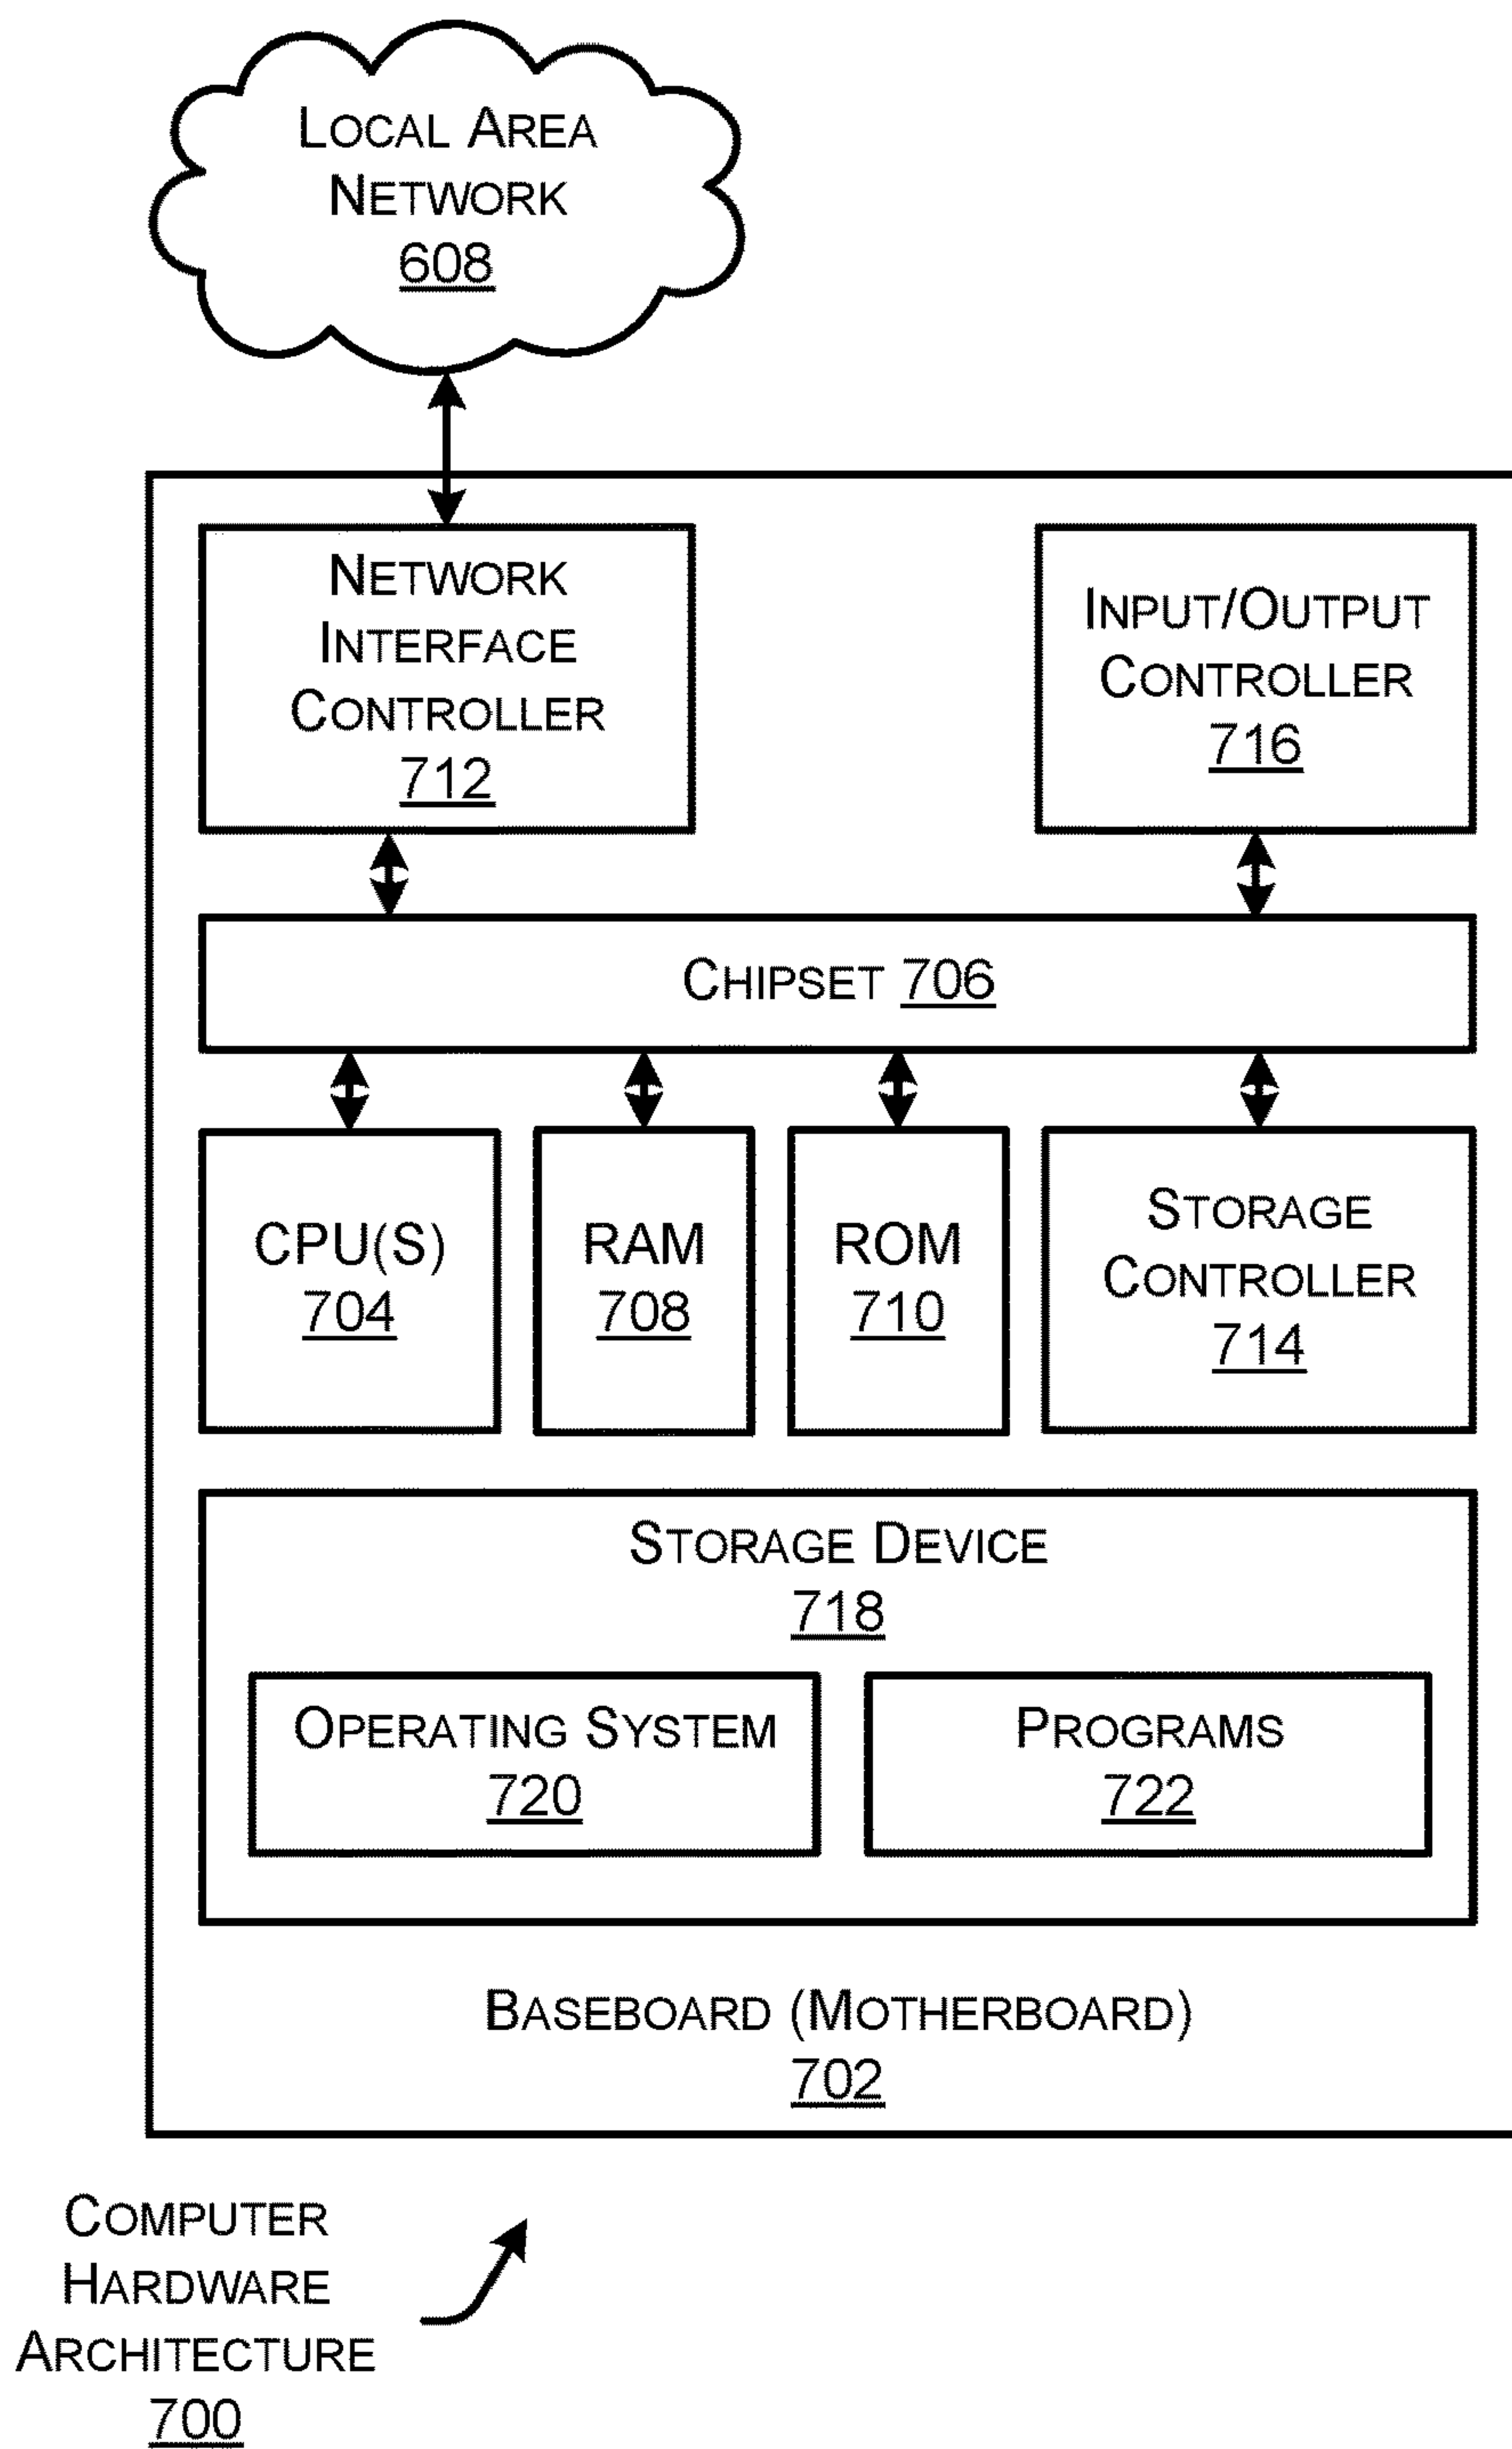 LOCAL AREA
NETWORK
608
NETWORK
INTERFACE
CONTROLLER
712
INPUT/OUTPUT
CONTROLLER
716
CHIPSET 706
CPU(S)
704
RAM
708
ROM
710
STORAGE
CONTROLLER
714
STORAGE DEVICE
718
OPERATING SYSTEM
720
PROGRAMS
722
BASEBOARD (MOTHERBOARD)
702
COMPUTER
HARDWARE
ARCHITECTURE
700